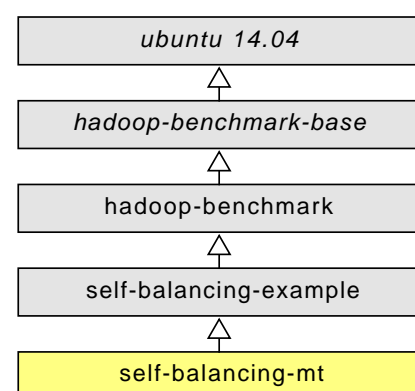 ubuntu 14.04
hadoop-benchmark-base
hadoop-benchmark
self-balancing-example
self-balancing-mt